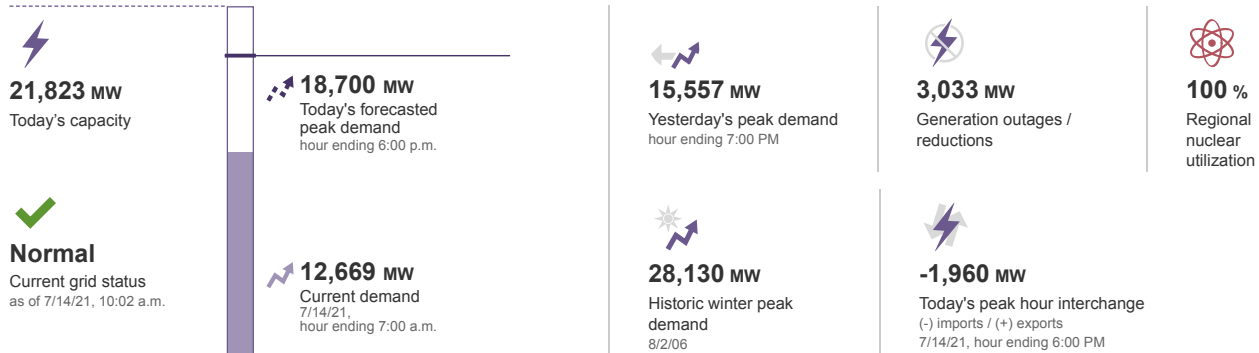 21,823 MW
Today's capacity
Normal
Current grid status
as of 7/14/21, 10:02 a.m.
18,700 MW
Today's forecasted
peak demand
hour ending 6:00 p.m.
12,669 MW
Current demand
7/14/21,
hour ending 7:00 a.m.
15,557 MW
Yesterday's peak demand
hour ending 7:00 PM
3,033 MW
Generation outages /
reductions
100 %
Regional
nuclear
utilization
28,130 MW
Historic winter peak
demand
8/2/06
-1,960 MW
Today's peak hour interchange
(-) imports / (+) exports
7/14/21, hour ending 6:00 PM